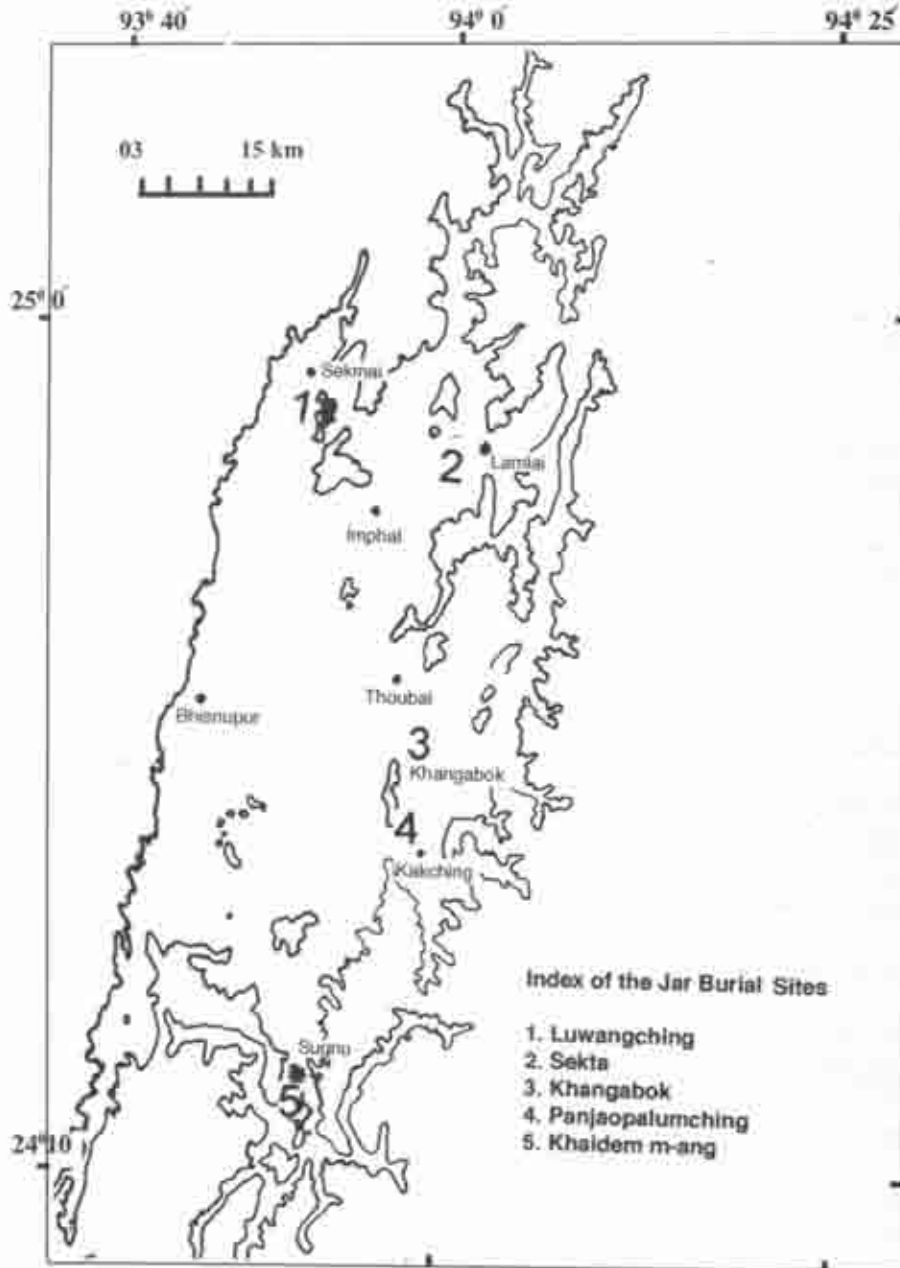 93° 40′ 94° 0′ 94° 25′
03 15 km
25° 0′
Sekmai
1
2
Lamlai
Imphal
Thoubal
Bhisnupur
3
Khangabok
4
Kakching
Index of the Jar Burial Sites
1. Luwangching
Sugnu
2. Sekta
3. Khangabok
5
4. Panjaopalumching
24° 10′
5. Khaidem m-ang